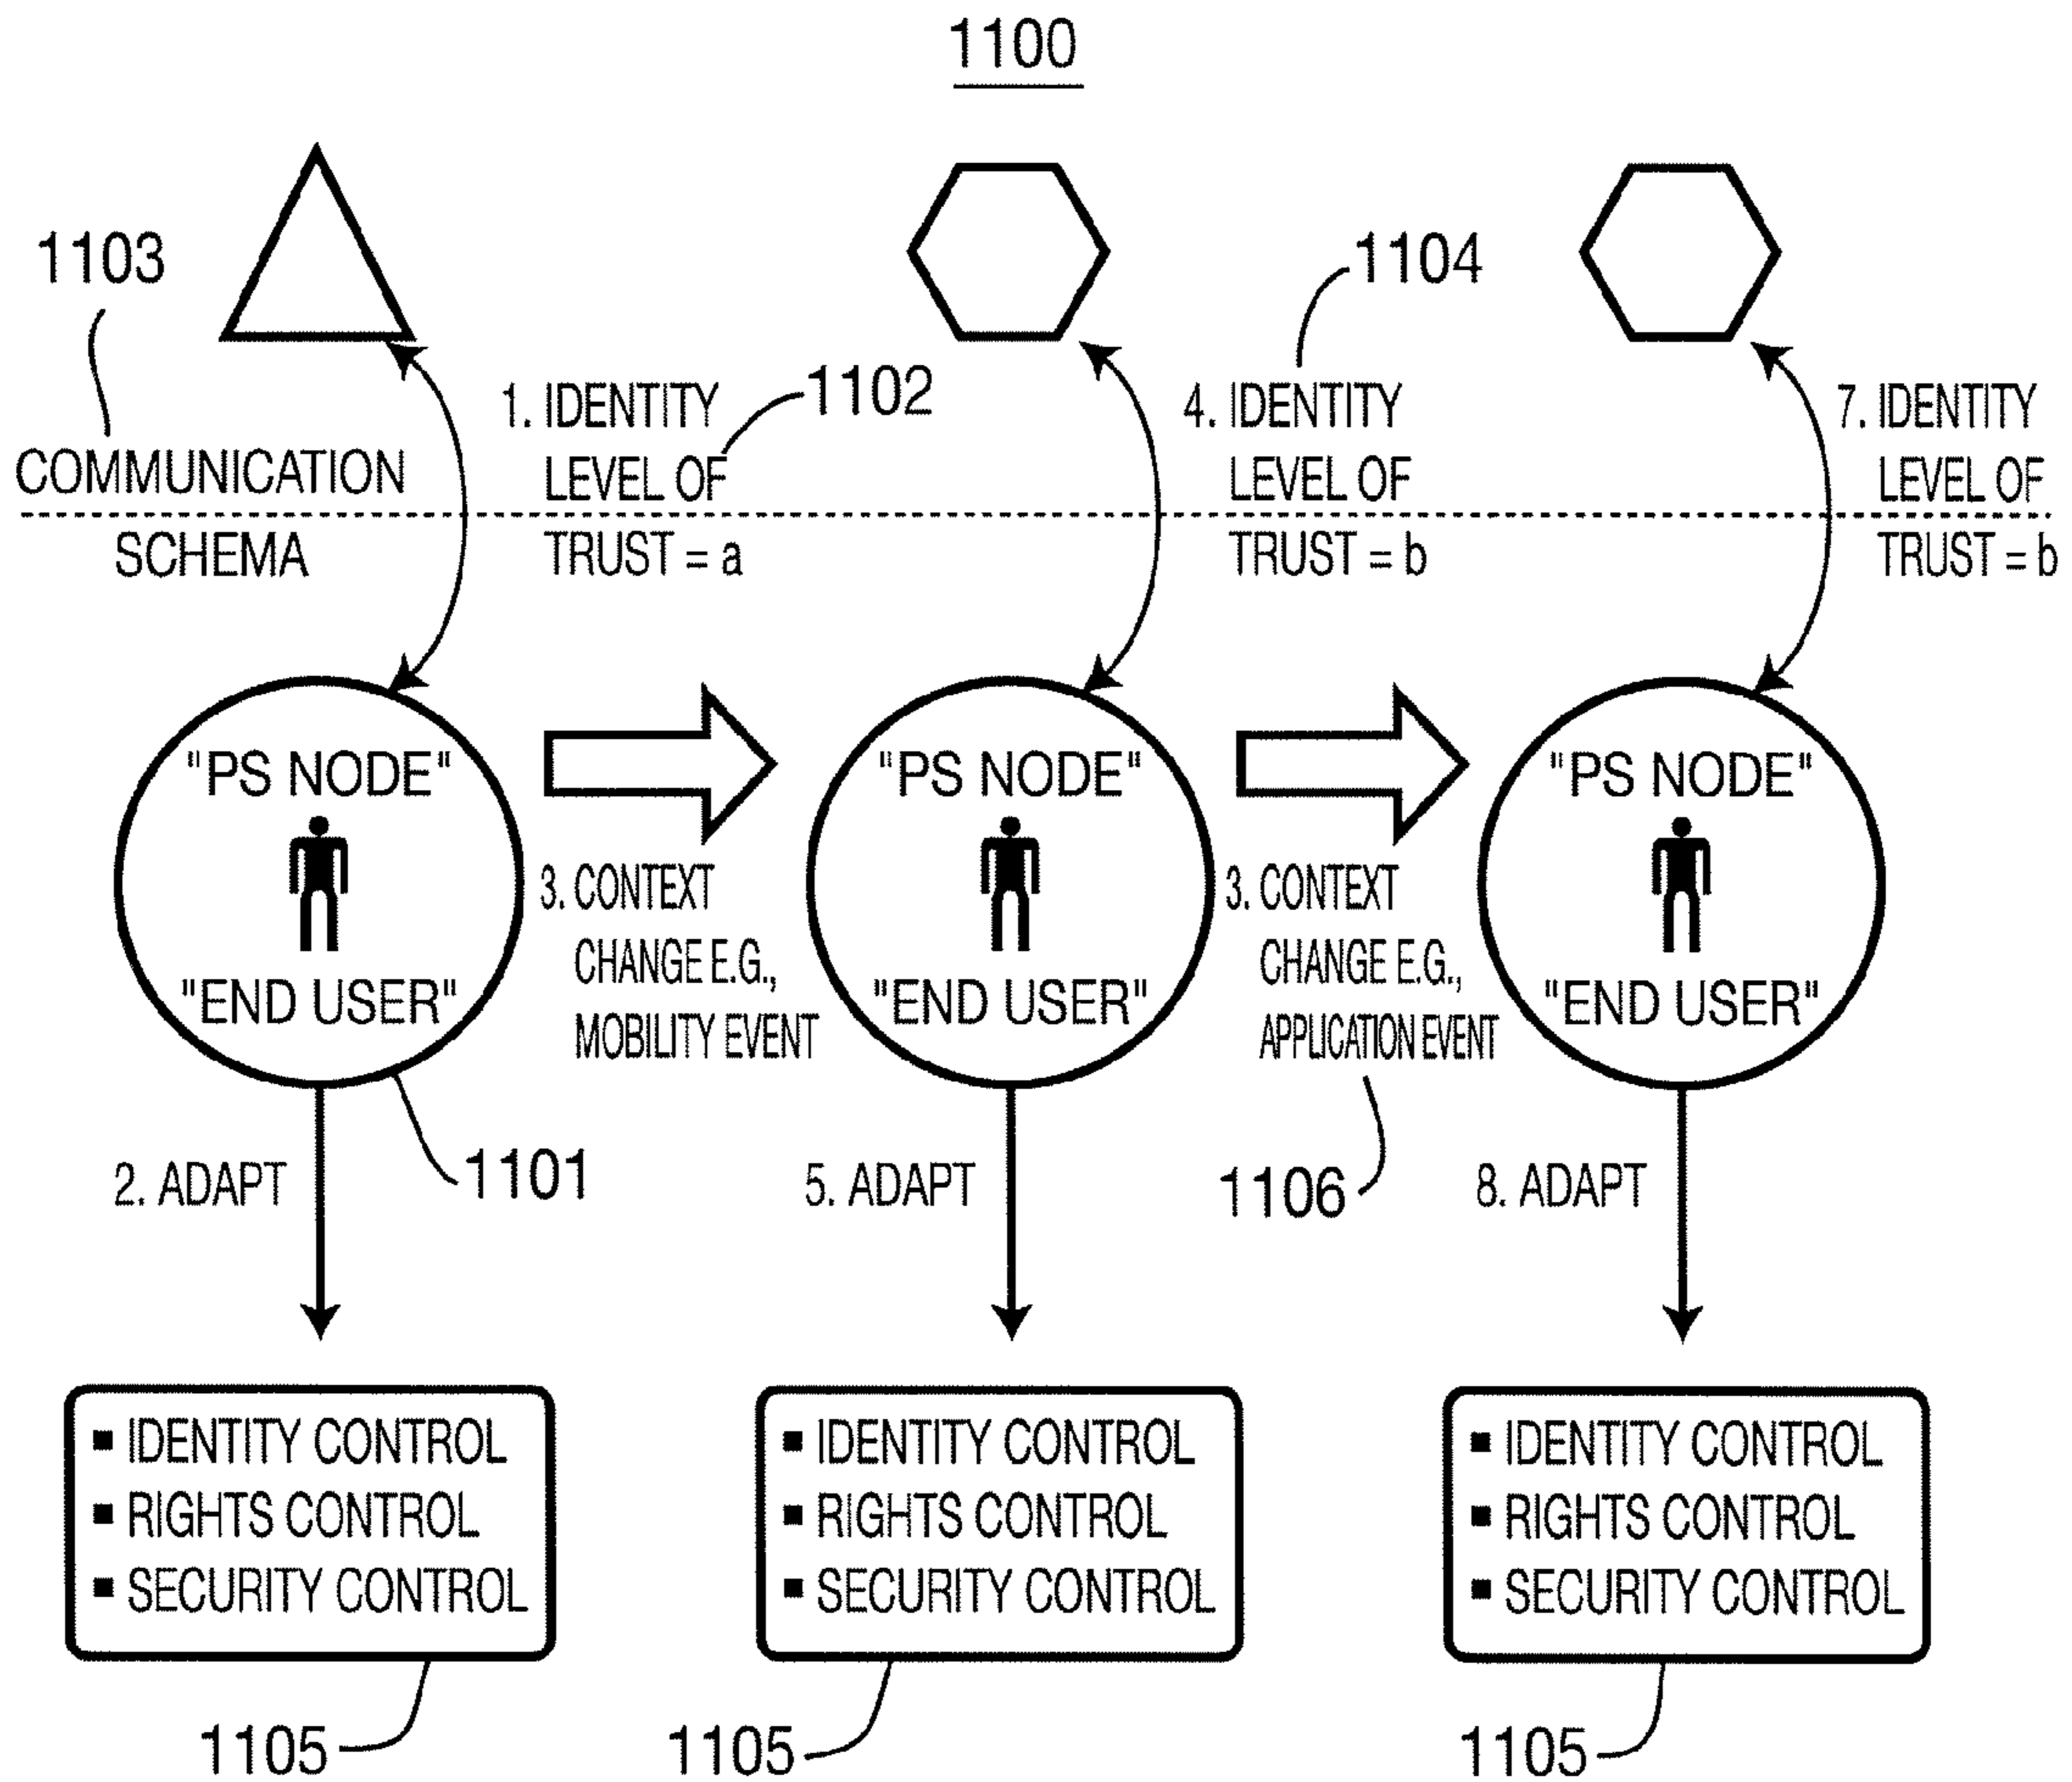 1100
1103
1104
1102
COMMUNICATION
SCHEMA
1. IDENTITY
LEVEL OF
TRUST = a
4. IDENTITY
LEVEL OF
TRUST = b
7. IDENTITY
LEVEL OF
TRUST = b
"PS NODE"
"END USER"
3. CONTEXT
CHANGE E.G.,
MOBILITY EVENT
"PS NODE"
"END USER"
3. CONTEXT
CHANGE E.G.,
APPLICATION EVENT
"PS NODE"
"END USER"
2. ADAPT
1101
5. ADAPT
1106
8. ADAPT
▪ IDENTITY CONTROL
▪ RIGHTS CONTROL
▪ SECURITY CONTROL
▪ IDENTITY CONTROL
▪ RIGHTS CONTROL
▪ SECURITY CONTROL
▪ IDENTITY CONTROL
▪ RIGHTS CONTROL
▪ SECURITY CONTROL
1105
1105
1105